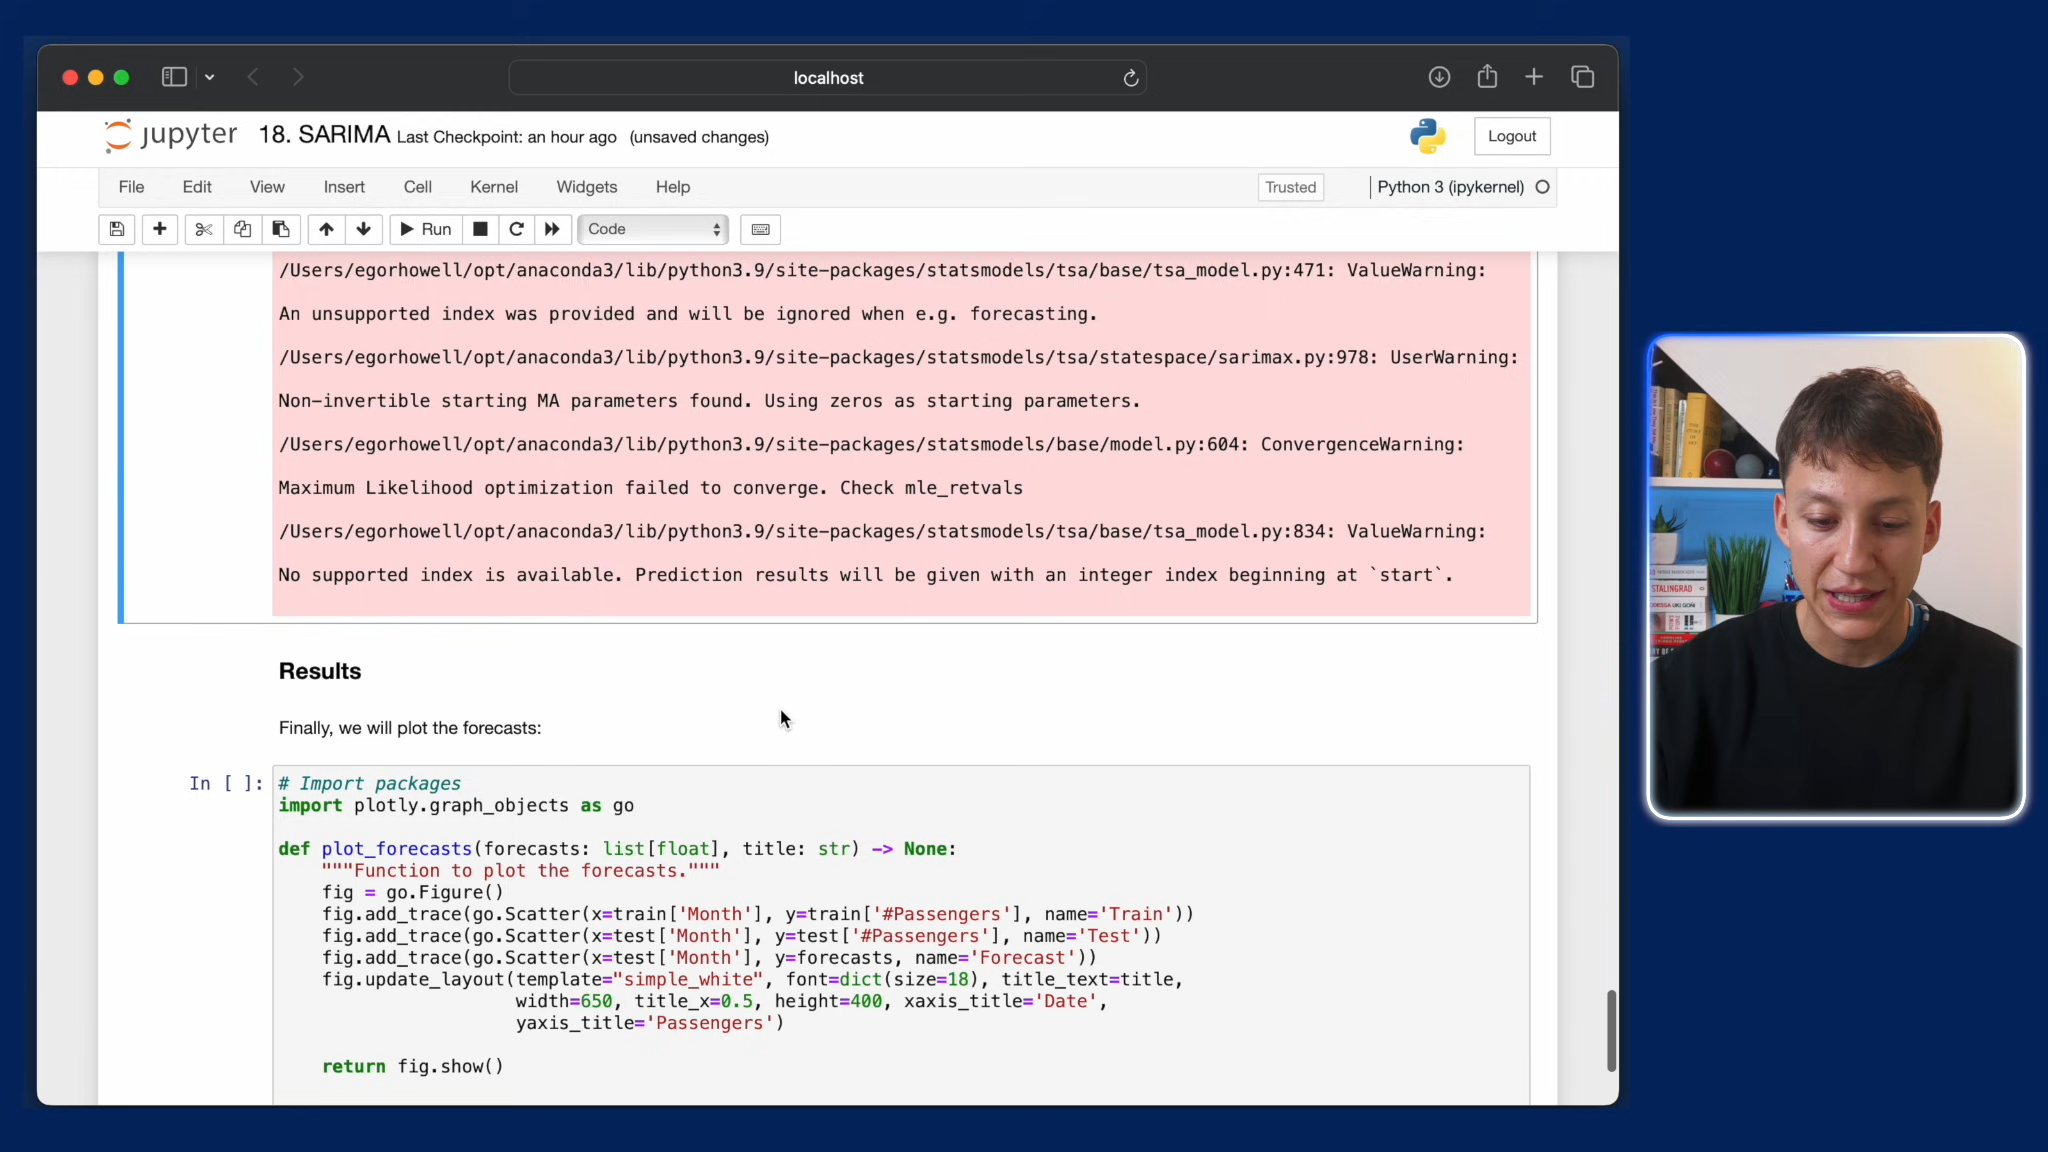 localhost
jupyter 18. SARIMA Last Checkpoint: an hour ago (unsaved changes)
Logout
File Edit View Insert Cell Kernel Widgets Help
Trusted Python 3 (ipykernel)
Run Code
/Users/egorhowell/opt/anaconda3/lib/python3.9/site-packages/statsmodels/tsa/base/tsa_model.py:471: ValueWarning:
An unsupported index was provided and will be ignored when e.g. forecasting.
/Users/egorhowell/opt/anaconda3/lib/python3.9/site-packages/statsmodels/tsa/statespace/sarimax.py:978: UserWarning:
Non-invertible starting MA parameters found. Using zeros as starting parameters.
/Users/egorhowell/opt/anaconda3/lib/python3.9/site-packages/statsmodels/base/model.py:604: ConvergenceWarning:
Maximum Likelihood optimization failed to converge. Check mle_retvals
/Users/egorhowell/opt/anaconda3/lib/python3.9/site-packages/statsmodels/tsa/base/tsa_model.py:834: ValueWarning:
No supported index is available. Prediction results will be given with an integer index beginning at `start`.
Results
Finally, we will plot the forecasts:
In [ ]: # Import packages
import plotly.graph_objects as go
def plot_forecasts(forecasts: list[float], title: str) -> None:
"""Function to plot the forecasts."""
fig = go.Figure()
fig.add_trace(go.Scatter(x=train['Month'], y=train['#Passengers'], name='Train'))
fig.add_trace(go.Scatter(x=test['Month'], y=test['#Passengers'], name='Test'))
fig.add_trace(go.Scatter(x=test['Month'], y=forecasts, name='Forecast'))
fig.update_layout(template="simple_white", font=dict(size=18), title_text=title,
width=650, title_x=0.5, height=400, xaxis_title='Date',
yaxis_title='Passengers')
return fig.show()
STALINGRAD